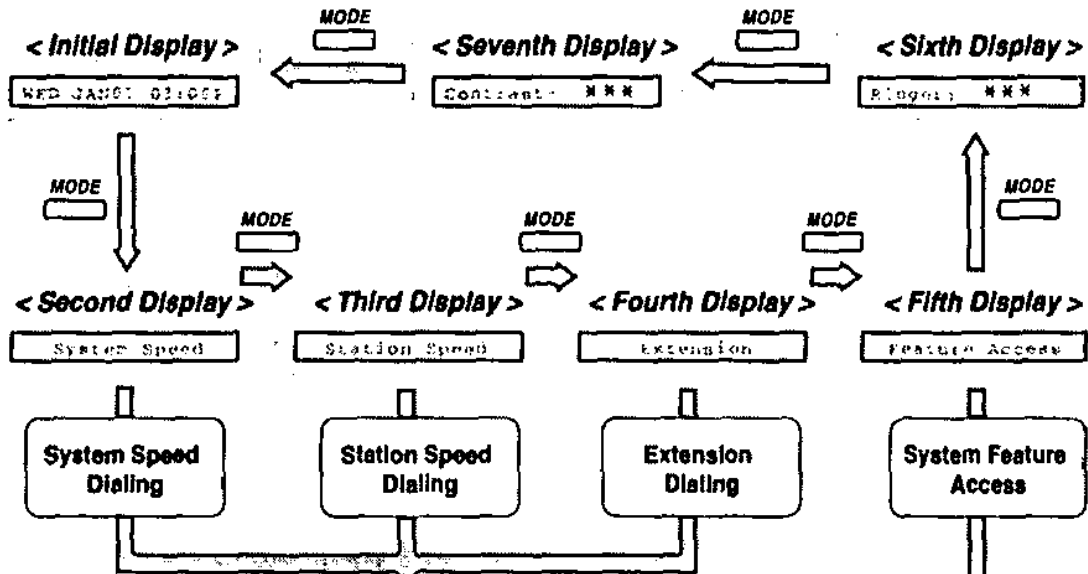 MODE MODE
< Initial Display > < Seventh Display > < Sixth Display >
Contrast: *** Ringer: ***
MODE MODE
MODE MODE MODE
< Second Display > < Third Display > < Fourth Display > < Fifth Display >
System Speed Station Speed Extension Feature Access
System Speed Station Speed Extension System Feature
Dialing Dialing Dialing Access